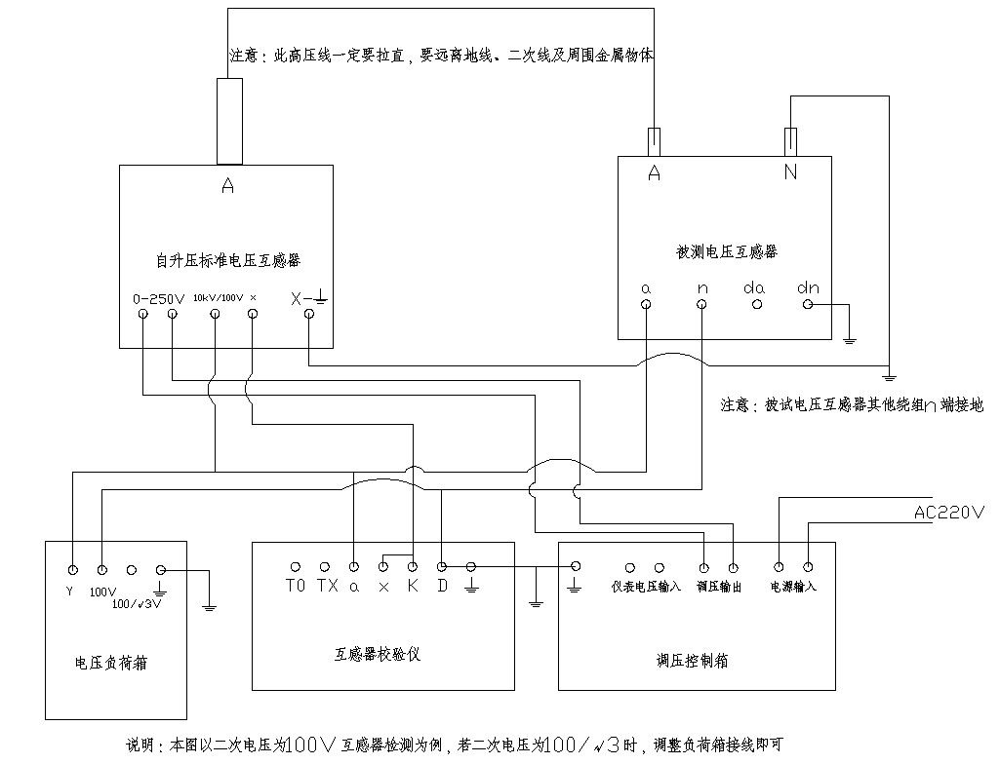 注意：此高压线一定要拉直，要远离地线、二次线及周围金属物体
A
A
N
自升压标准电压互感器
被测电压互感器
0-250V
10kV/100V
x
X-
a
n
da
dn
注意：被试电压互感器其他绕组n端接地
AC220V
Y
100V
100/√3V
T0
TX
a
x
K
D
仪表电压输入
调压输出
电源输入
电压负荷箱
互感器校验仪
调压控制箱
说明：本图以二次电压为100V互感器检测为例，若二次电压为100/√3时，调整负荷箱接线即可